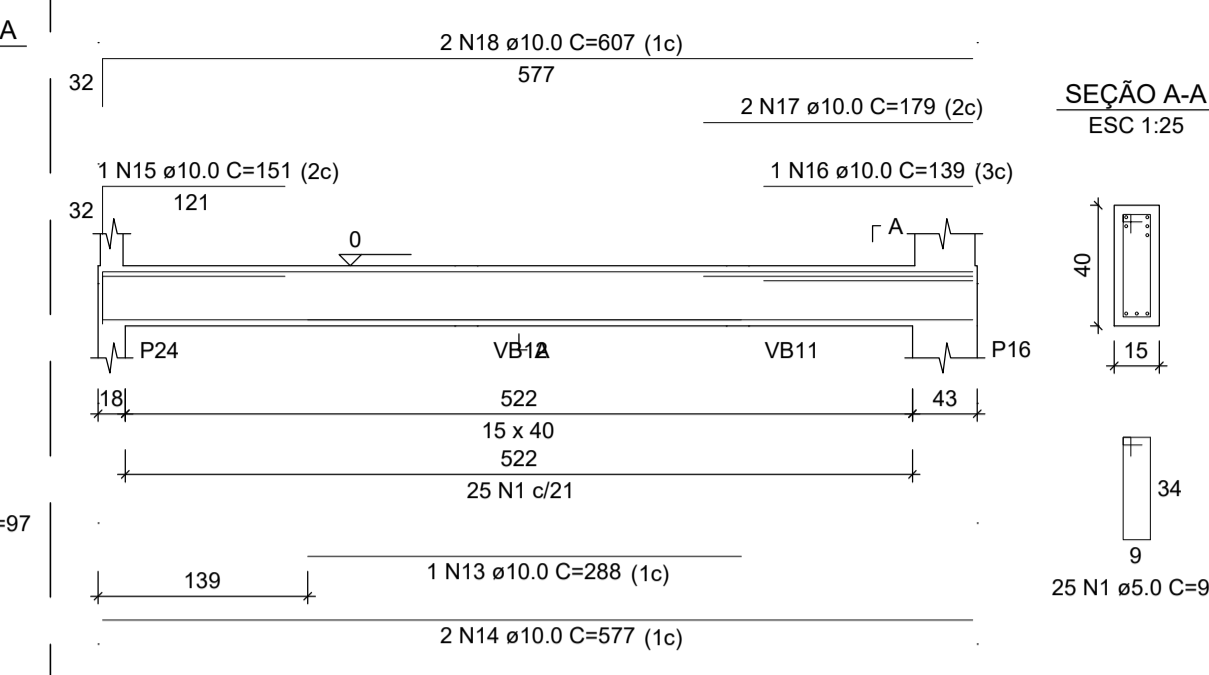 A
2 N18 ø10.0 C=607 (1c)
577
32
2 N17 ø10.0 C=179 (2c)
SEÇÃO A-A
ESC 1:25
1 N15 ø10.0 C=151 (2c)
121
32
1 N16 ø10.0 C=139 (3c)
A
0
40
15
P24
VB12
A
VB11
P16
18
522
43
15 x 40
522
25 N1 c/21
34
9
25 N1 ø5.0 C=9
=97
139
1 N13 ø10.0 C=288 (1c)
2 N14 ø10.0 C=577 (1c)